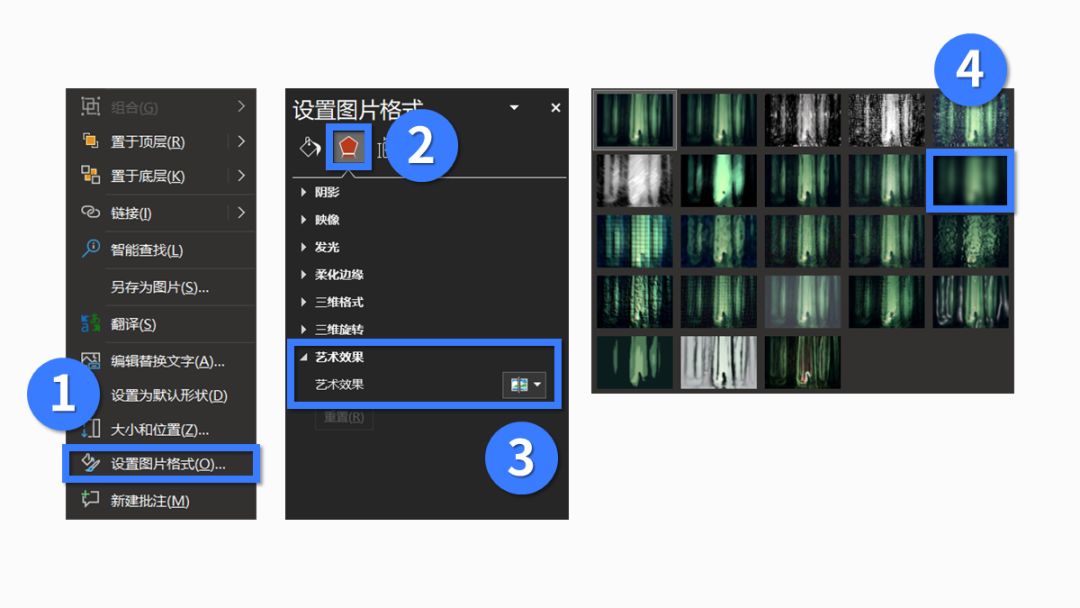 组合(G)
置于顶层(R)
置于底层(K)
链接(I)
智能查找(L)
另存为图片(S)...
翻译(S)
编辑替换文字(A)...
设置为默认形状(D)
大小和位置(Z)...
设置图片格式(O)...
新建批注(M)
1
设置图片格式
2
阴影
映像
发光
柔化边缘
三维格式
三维旋转
艺术效果
艺术效果
重置(R)
3
4